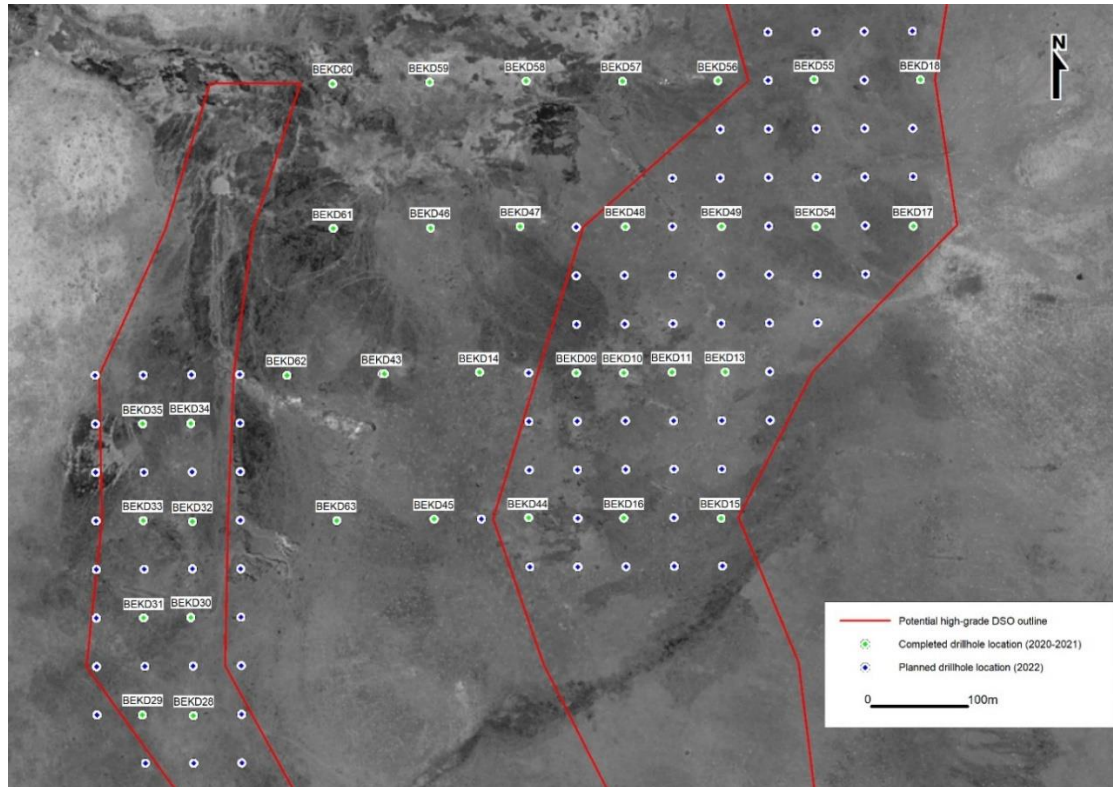 N
BEKD60 BEKD59 BEKD58 BEKD57 BEKD56 BEKD55 BEKD18
BEKD61 BEKD46 BEKD47 BEKD48 BEKD49 BEKD54 BEKD17
BEKD62 BEKD43 BEKD14 BEKD09 BEKD10 BEKD11 BEKD13
BEKD35 BEKD34
BEKD33 BEKD32 BEKD63 BEKD45 BEKD44 BEKD16 BEKD15
BEKD31 BEKD30
BEKD29 BEKD28
Potential high-grade DSO outline
Completed drillhole location (2020-2021)
Planned drillhole location (2022)
0 100m